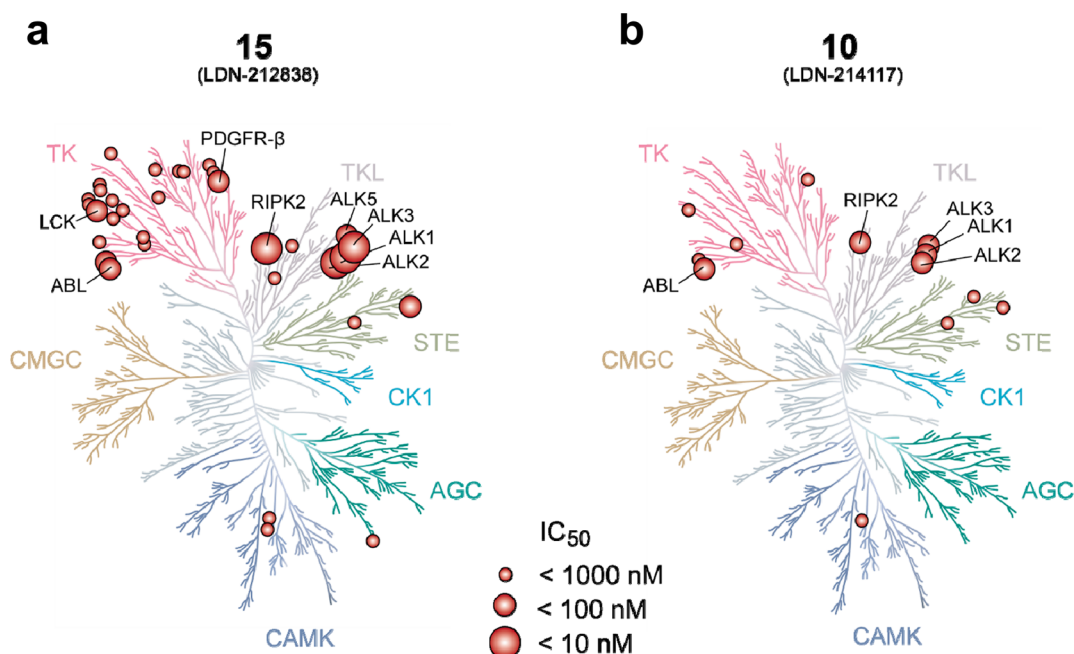 a
15
(LDN-212838)
TK
PDGFR-β
TKL
RIPK2
ALK5
ALK3
ALK1
ALK2
LCK
ABL
CMGC
STE
CK1
AGC
CAMK
b
10
(LDN-214117)
TK
TKL
RIPK2
ALK3
ALK1
ALK2
ABL
CMGC
STE
CK1
AGC
CAMK
IC50
< 1000 nM
< 100 nM
< 10 nM